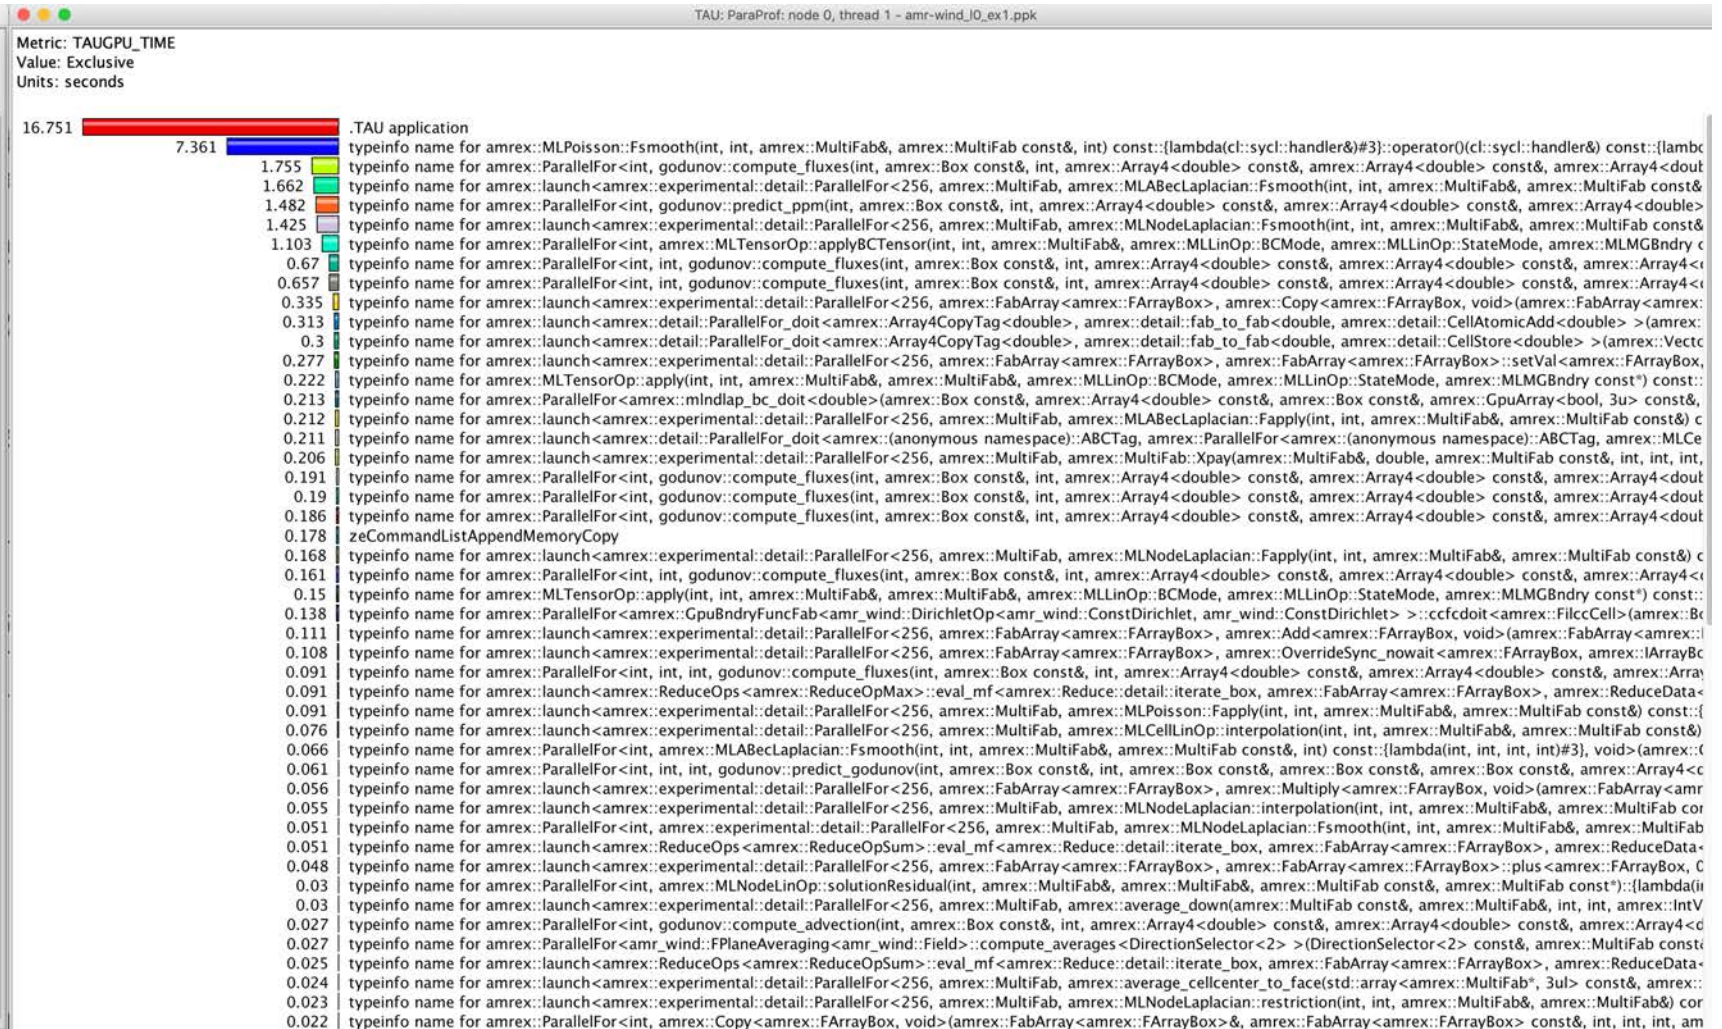 TAU: ParaProf: node 0, thread 1 – amr-wind_l0_ex1.ppk
Metric: TAUGPU_TIME
Value: Exclusive
Units: seconds
16.751 .TAU application
7.361 typeinfo name for amrex::MLPoisson::Fsmooth(int, int, amrex::MultiFab&, amrex::MultiFab const&, int) const::{lambda(cl::sycl::handler&)#3}::operator()(cl::sycl::handler&) const::{lambd
1.755 typeinfo name for amrex::ParallelFor<int, godunov::compute_fluxes(int, amrex::Box const&, int, amrex::Array4<double> const&, amrex::Array4<double> const&, amrex::Array4<doub
1.662 typeinfo name for amrex::launch<amrex::experimental::detail::ParallelFor<256, amrex::MultiFab, amrex::MLABecLaplacian::Fsmooth(int, int, amrex::MultiFab&, amrex::MultiFab const&
1.482 typeinfo name for amrex::ParallelFor<int, godunov::predict_ppm(int, amrex::Box const&, int, amrex::Array4<double> const&, amrex::Array4<double> const&, amrex::Array4<double>
1.425 typeinfo name for amrex::launch<amrex::experimental::detail::ParallelFor<256, amrex::MultiFab, amrex::MLNodeLaplacian::Fsmooth(int, int, amrex::MultiFab&, amrex::MultiFab const&
1.103 typeinfo name for amrex::ParallelFor<int, amrex::MLTensorOp::applyBCTensor(int, int, amrex::MultiFab&, amrex::MLLinOp::BCMode, amrex::MLLinOp::StateMode, amrex::MLMGBndry c
0.67 typeinfo name for amrex::ParallelFor<int, int, godunov::compute_fluxes(int, amrex::Box const&, int, amrex::Array4<double> const&, amrex::Array4<double> const&, amrex::Array4<
0.657 typeinfo name for amrex::ParallelFor<int, int, godunov::compute_fluxes(int, amrex::Box const&, int, amrex::Array4<double> const&, amrex::Array4<double> const&, amrex::Array4<
0.335 typeinfo name for amrex::launch<amrex::experimental::detail::ParallelFor<256, amrex::FabArray<amrex::FArrayBox>, amrex::Copy<amrex::FArrayBox, void>(amrex::FabArray<amrex:
0.313 typeinfo name for amrex::launch<amrex::detail::ParallelFor_doit<amrex::Array4CopyTag<double>, amrex::detail::fab_to_fab<double, amrex::detail::CellAtomicAdd<double> >(amrex:
0.3 typeinfo name for amrex::launch<amrex::detail::ParallelFor_doit<amrex::Array4CopyTag<double>, amrex::detail::fab_to_fab<double, amrex::detail::CellStore<double> >(amrex::Vecto
0.277 typeinfo name for amrex::launch<amrex::experimental::detail::ParallelFor<256, amrex::FabArray<amrex::FArrayBox>, amrex::FabArray<amrex::FArrayBox>::setVal<amrex::FArrayBox,
0.222 typeinfo name for amrex::MLTensorOp::apply(int, int, amrex::MultiFab&, amrex::MultiFab&, amrex::MLLinOp::BCMode, amrex::MLLinOp::StateMode, amrex::MLMGBndry const*) const::
0.213 typeinfo name for amrex::ParallelFor<amrex::mlndlap_bc_doit<double>(amrex::Box const&, amrex::Array4<double> const&, amrex::Box const&, amrex::GpuArray<bool, 3u> const&,
0.212 typeinfo name for amrex::launch<amrex::experimental::detail::ParallelFor<256, amrex::MultiFab, amrex::MLABecLaplacian::Fapply(int, int, amrex::MultiFab&, amrex::MultiFab const&) c
0.211 typeinfo name for amrex::launch<amrex::detail::ParallelFor_doit<amrex::(anonymous namespace)::ABCTag, amrex::ParallelFor<amrex::(anonymous namespace)::ABCTag, amrex::MLCe
0.206 typeinfo name for amrex::launch<amrex::experimental::detail::ParallelFor<256, amrex::MultiFab, amrex::MultiFab::Xpay(amrex::MultiFab&, double, amrex::MultiFab const&, int, int, int,
0.191 typeinfo name for amrex::ParallelFor<int, godunov::compute_fluxes(int, amrex::Box const&, int, amrex::Array4<double> const&, amrex::Array4<double> const&, amrex::Array4<doub
0.19 typeinfo name for amrex::ParallelFor<int, godunov::compute_fluxes(int, amrex::Box const&, int, amrex::Array4<double> const&, amrex::Array4<double> const&, amrex::Array4<doub
0.186 typeinfo name for amrex::ParallelFor<int, godunov::compute_fluxes(int, amrex::Box const&, int, amrex::Array4<double> const&, amrex::Array4<double> const&, amrex::Array4<doub
0.178 zeCommandListAppendMemoryCopy
0.168 typeinfo name for amrex::launch<amrex::experimental::detail::ParallelFor<256, amrex::MultiFab, amrex::MLNodeLaplacian::Fapply(int, int, amrex::MultiFab&, amrex::MultiFab const&) c
0.161 typeinfo name for amrex::ParallelFor<int, int, godunov::compute_fluxes(int, amrex::Box const&, int, amrex::Array4<double> const&, amrex::Array4<double> const&, amrex::Array4<
0.15 typeinfo name for amrex::MLTensorOp::apply(int, int, amrex::MultiFab&, amrex::MultiFab&, amrex::MLLinOp::BCMode, amrex::MLLinOp::StateMode, amrex::MLMGBndry const*) const::
0.138 typeinfo name for amrex::ParallelFor<amrex::GpuBndryFuncFab<amr_wind::DirichletOp<amr_wind::ConstDirichlet, amr_wind::ConstDirichlet> >::ccfcdoit<amrex::FilccCell>(amrex::Bo
0.111 typeinfo name for amrex::launch<amrex::experimental::detail::ParallelFor<256, amrex::FabArray<amrex::FArrayBox>, amrex::Add<amrex::FArrayBox, void>(amrex::FabArray<amrex::
0.108 typeinfo name for amrex::launch<amrex::experimental::detail::ParallelFor<256, amrex::FabArray<amrex::FArrayBox>, amrex::OverrideSync_nowait<amrex::FArrayBox, amrex::IArrayBo
0.091 typeinfo name for amrex::ParallelFor<int, int, int, godunov::compute_fluxes(int, amrex::Box const&, int, amrex::Array4<double> const&, amrex::Array4<double> const&, amrex::Array
0.091 typeinfo name for amrex::launch<amrex::ReduceOps<amrex::ReduceOpMax>::eval_mf<amrex::Reduce::detail::iterate_box, amrex::FabArray<amrex::FArrayBox>, amrex::ReduceData<
0.091 typeinfo name for amrex::launch<amrex::experimental::detail::ParallelFor<256, amrex::MultiFab, amrex::MLPoisson::Fapply(int, int, amrex::MultiFab&, amrex::MultiFab const&) const::{
0.076 typeinfo name for amrex::launch<amrex::experimental::detail::ParallelFor<256, amrex::MultiFab, amrex::MLCellLinOp::interpolation(int, int, amrex::MultiFab&, amrex::MultiFab const&)
0.066 typeinfo name for amrex::ParallelFor<int, amrex::MLABecLaplacian::Fsmooth(int, int, amrex::MultiFab&, amrex::MultiFab const&, int) const::{lambda(int, int, int, int)#3}, void>(amrex::
0.061 typeinfo name for amrex::ParallelFor<int, int, int, godunov::predict_godunov(int, amrex::Box const&, int, amrex::Box const&, amrex::Box const&, amrex::Box const&, amrex::Array4<c
0.056 typeinfo name for amrex::launch<amrex::experimental::detail::ParallelFor<256, amrex::FabArray<amrex::FArrayBox>, amrex::Multiply<amrex::FArrayBox, void>(amrex::FabArray<amr
0.055 typeinfo name for amrex::launch<amrex::experimental::detail::ParallelFor<256, amrex::MultiFab, amrex::MLNodeLaplacian::interpolation(int, int, amrex::MultiFab&, amrex::MultiFab cor
0.051 typeinfo name for amrex::ParallelFor<int, amrex::experimental::detail::ParallelFor<256, amrex::MultiFab, amrex::MLNodeLaplacian::Fsmooth(int, int, amrex::MultiFab&, amrex::MultiFab
0.051 typeinfo name for amrex::launch<amrex::ReduceOps<amrex::ReduceOpSum>::eval_mf<amrex::Reduce::detail::iterate_box, amrex::FabArray<amrex::FArrayBox>, amrex::ReduceData<
0.048 typeinfo name for amrex::launch<amrex::experimental::detail::ParallelFor<256, amrex::FabArray<amrex::FArrayBox>, amrex::FabArray<amrex::FArrayBox>::plus<amrex::FArrayBox, 0
0.03 typeinfo name for amrex::ParallelFor<int, amrex::MLNodeLinOp::solutionResidual(int, amrex::MultiFab&, amrex::MultiFab&, amrex::MultiFab const&, amrex::MultiFab const*)::{lambda(i
0.03 typeinfo name for amrex::launch<amrex::experimental::detail::ParallelFor<256, amrex::MultiFab, amrex::average_down(amrex::MultiFab const&, amrex::MultiFab&, int, int, amrex::IntV
0.027 typeinfo name for amrex::ParallelFor<int, godunov::compute_advection(int, amrex::Box const&, int, amrex::Array4<double> const&, amrex::Array4<double> const&, amrex::Array4<d
0.027 typeinfo name for amrex::ParallelFor<amr_wind::FPlaneAveraging<amr_wind::Field>::compute_averages<DirectionSelector<2> >(DirectionSelector<2> const&, amrex::MultiFab const
0.025 typeinfo name for amrex::launch<amrex::ReduceOps<amrex::ReduceOpSum>::eval_mf<amrex::Reduce::detail::iterate_box, amrex::FabArray<amrex::FArrayBox>, amrex::ReduceData<
0.024 typeinfo name for amrex::launch<amrex::experimental::detail::ParallelFor<256, amrex::MultiFab, amrex::average_cellcenter_to_face(std::array<amrex::MultiFab*, 3ul> const&, amrex::
0.023 typeinfo name for amrex::launch<amrex::experimental::detail::ParallelFor<256, amrex::MultiFab, amrex::MLNodeLaplacian::restriction(int, int, amrex::MultiFab&, amrex::MultiFab&) cor
0.022 typeinfo name for amrex::ParallelFor<int, amrex::Copy<amrex::FArrayBox, void>(amrex::FabArray<amrex::FArrayBox>&, amrex::FabArray<amrex::FArrayBox> const&, int, int, int, am